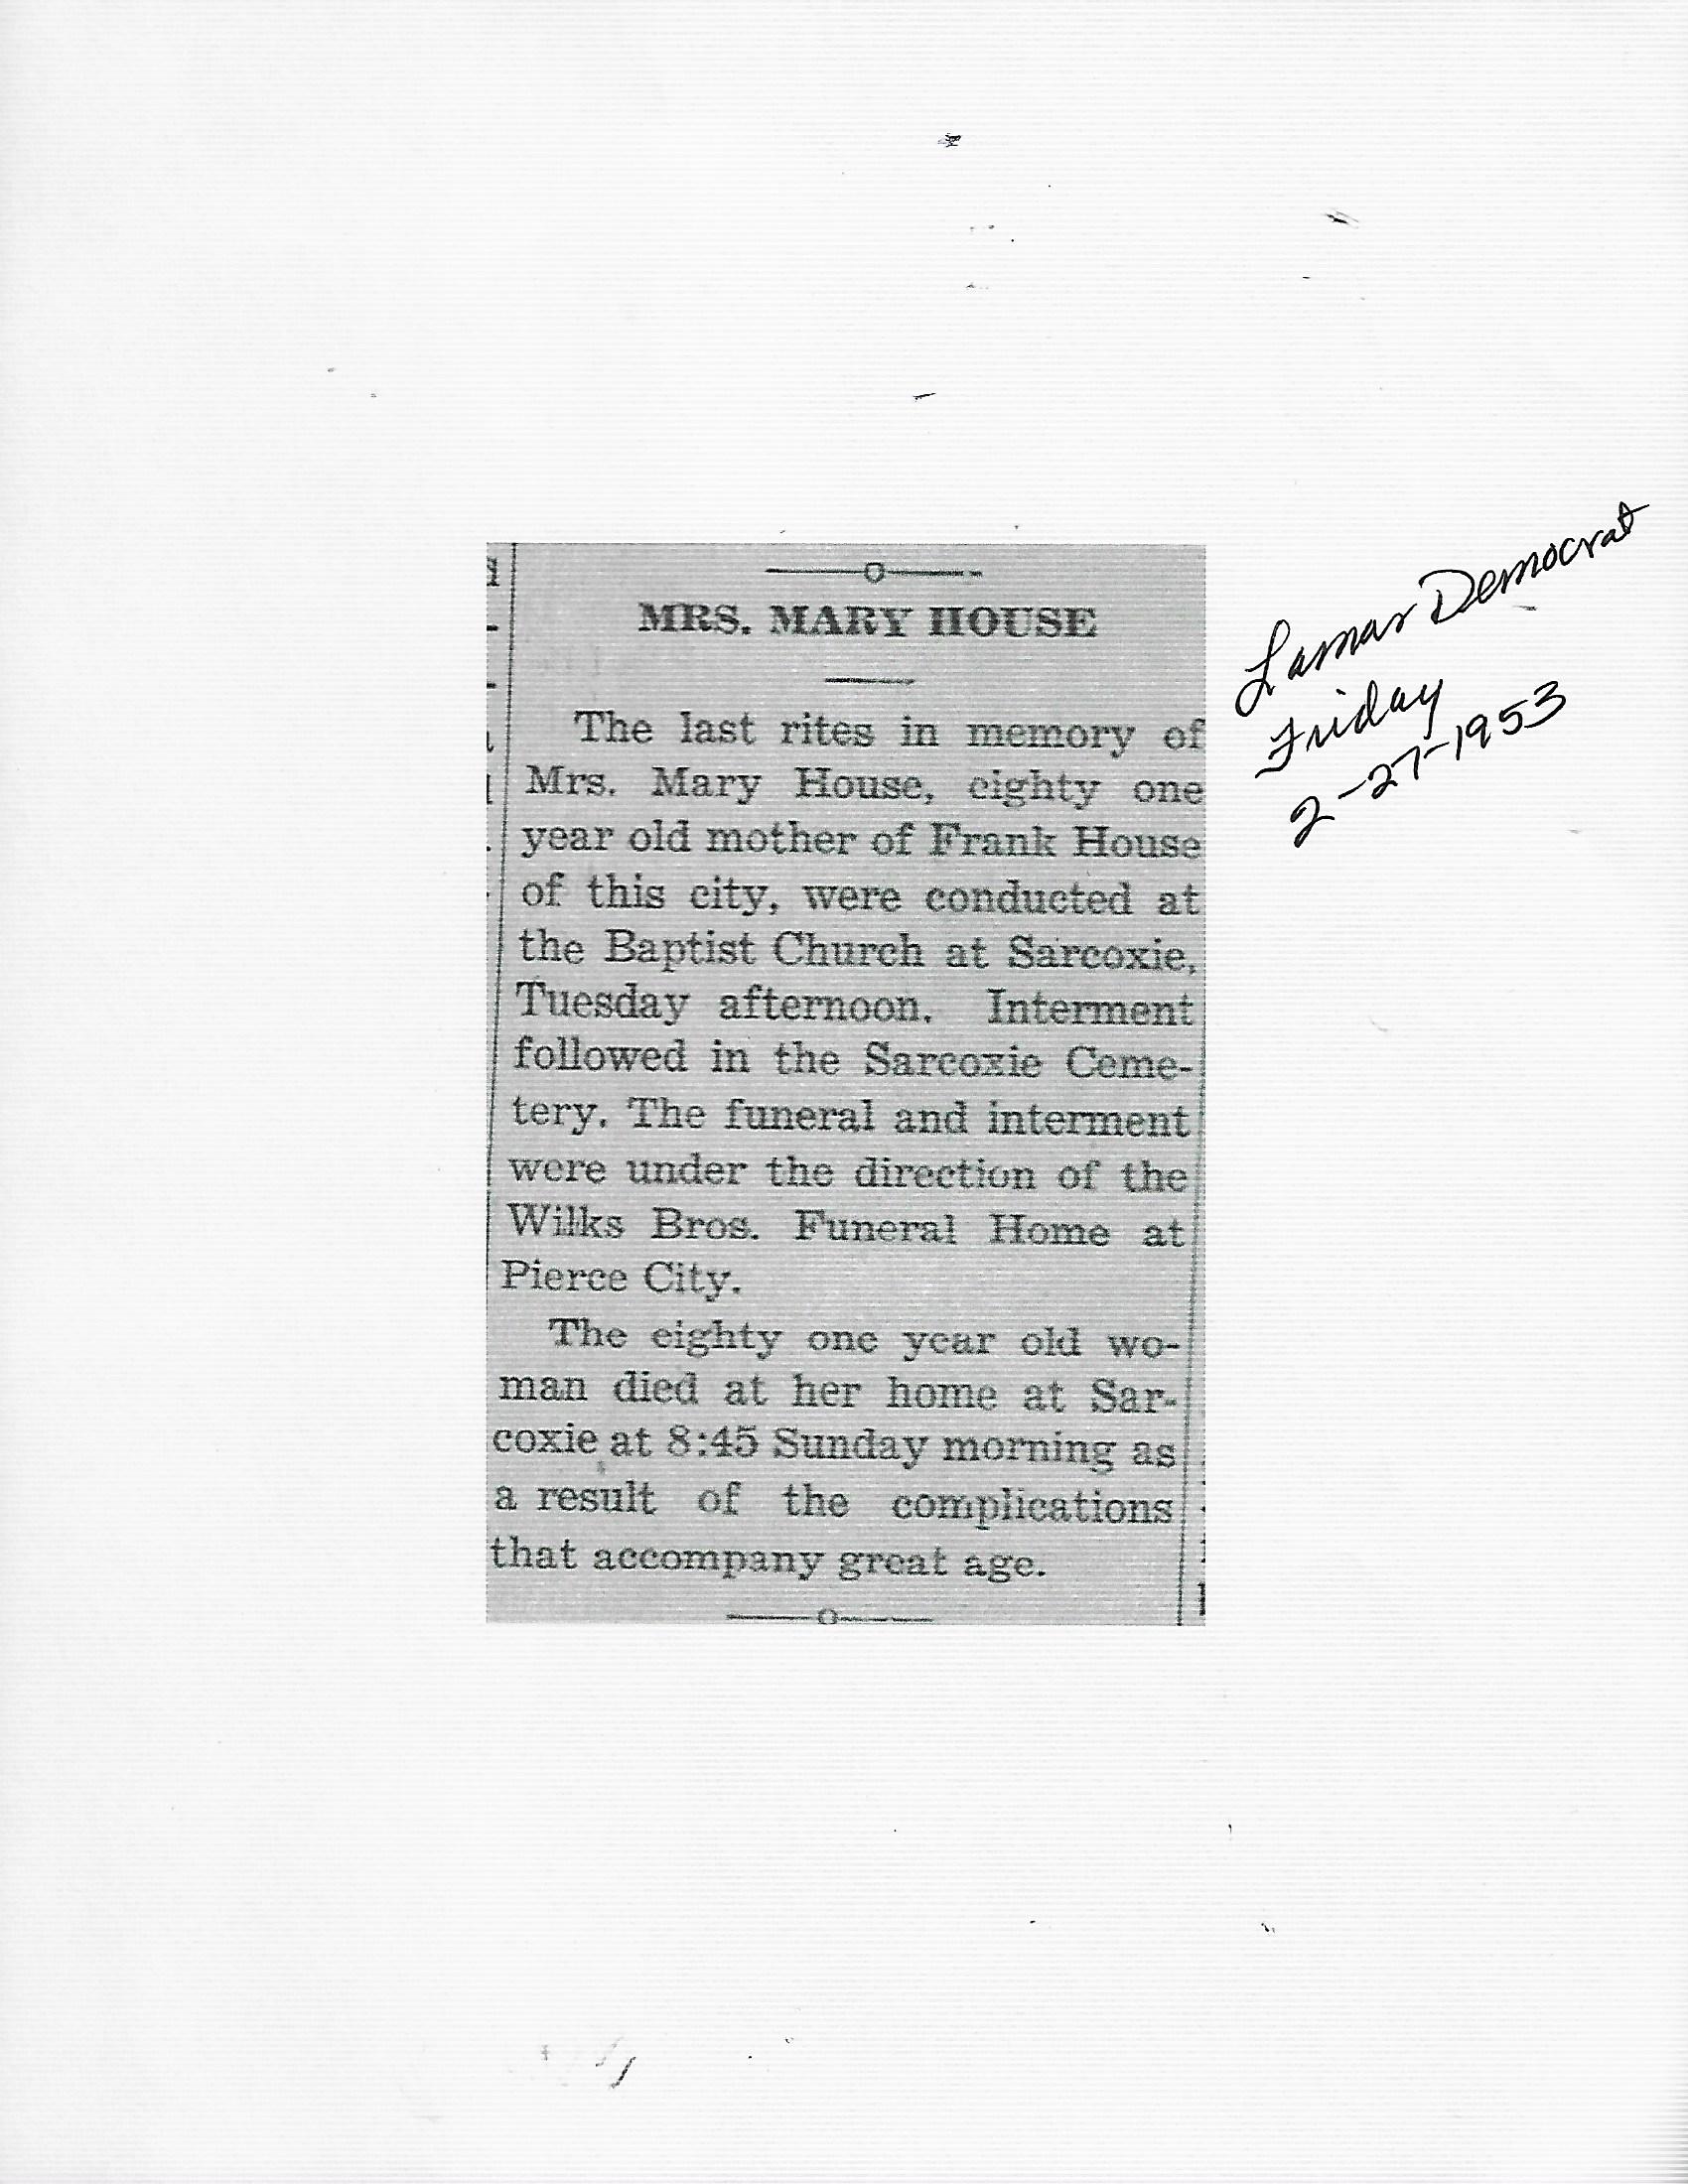 MRS. MARY HOUSE
The last rites in memory of
Mrs. Mary House, eighty one
year old mother of Frank House
of this city, were conducted at
the Baptist Church at Sarcoxie,
Tuesday afternoon. Interment
followed in the Sarcoxie Ceme-
tery. The funeral and interment
were under the direction of the
Wilks Bros. Funeral Home at
Pierce City.
The eighty one year old wo-
man died at her home at Sar-
coxie at 8:45 Sunday morning as
a result of the complications
that accompany great age.
Lamar Democrat
Friday
2-27-1953